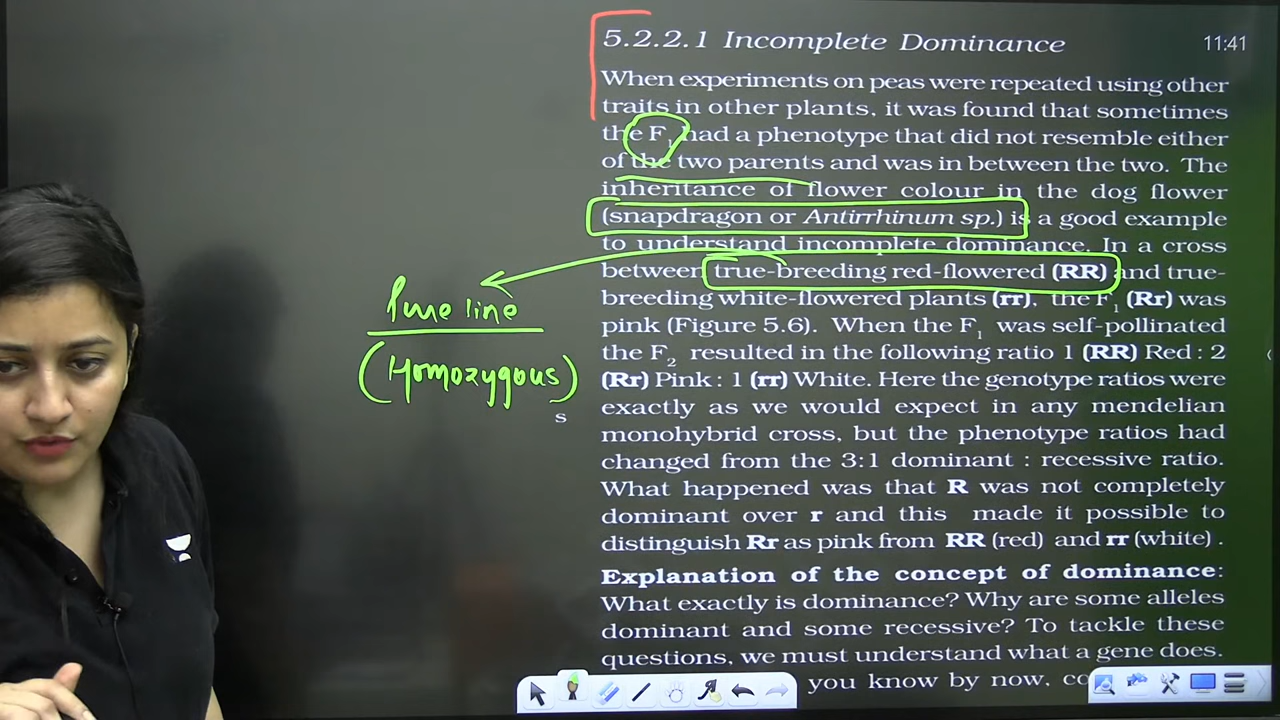 5.2.2.1 Incomplete Dominance
11:41
When experiments on peas were repeated using other
traits in other plants, it was found that sometimes
the F1 had a phenotype that did not resemble either
of the two parents and was in between the two. The
inheritance of flower colour in the dog flower
(snapdragon or Antirrhinum sp.) is a good example
to understand incomplete dominance. In a cross
between true-breeding red-flowered (RR) and true-
breeding white-flowered plants (rr), the F1 (Rr) was
pink (Figure 5.6). When the F1 was self-pollinated
the F2 resulted in the following ratio 1 (RR) Red : 2
(Rr) Pink : 1 (rr) White. Here the genotype ratios were
exactly as we would expect in any mendelian
monohybrid cross, but the phenotype ratios had
changed from the 3:1 dominant : recessive ratio.
What happened was that R was not completely
dominant over r and this made it possible to
distinguish Rr as pink from RR (red) and rr (white) .
Explanation of the concept of dominance:
What exactly is dominance? Why are some alleles
dominant and some recessive? To tackle these
questions, we must understand what a gene does.
you know by now, co
Pure line
(Homozygous)
s